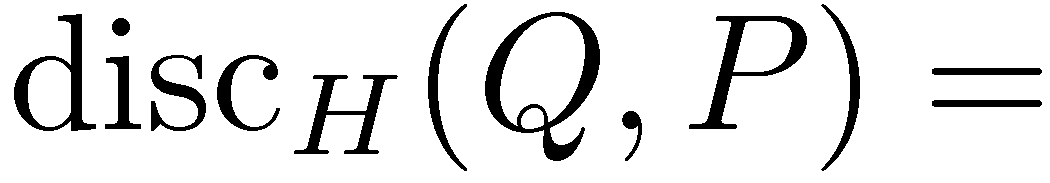 disc_H(Q, P) =